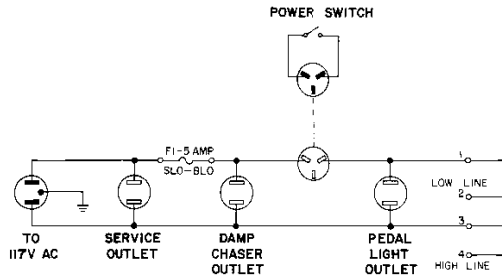 POWER SWITCH
F1-5 AMP
SLO-BLO
1
LOW LINE
2
3
4
HIGH LINE
TO
117V AC
SERVICE
OUTLET
DAMP
CHASER
OUTLET
PEDAL
LIGHT
OUTLET